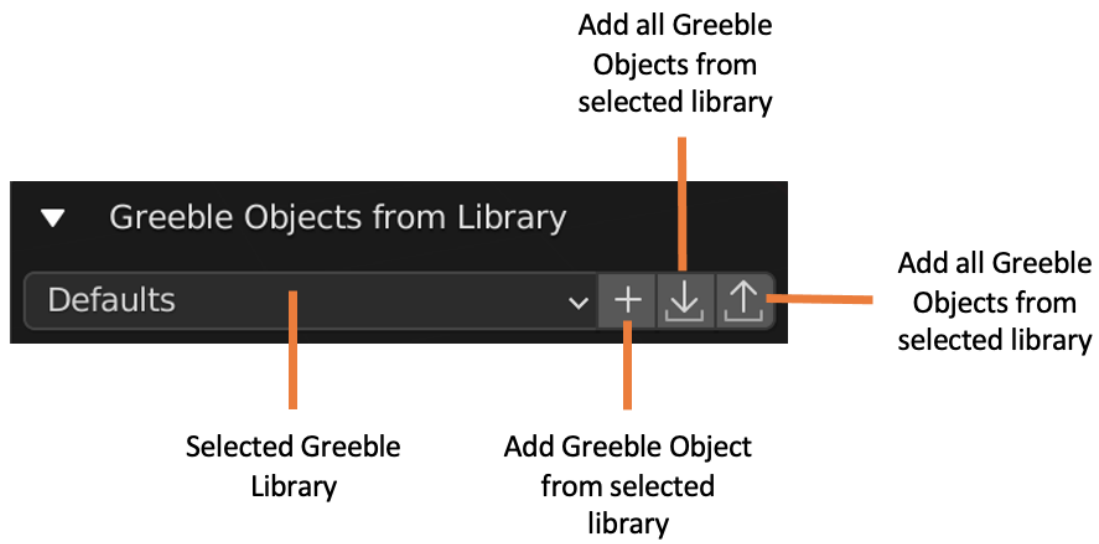 Add all Greeble
Objects from
selected library
Greeble Objects from Library
Defaults
Add all Greeble
Objects from
selected library
Selected Greeble
Library
Add Greeble Object
from selected
library